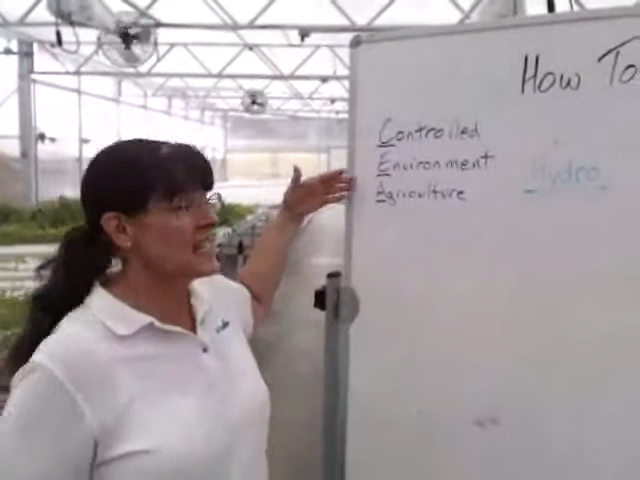 How To
Controlled
Environment
Agriculture
Hydro